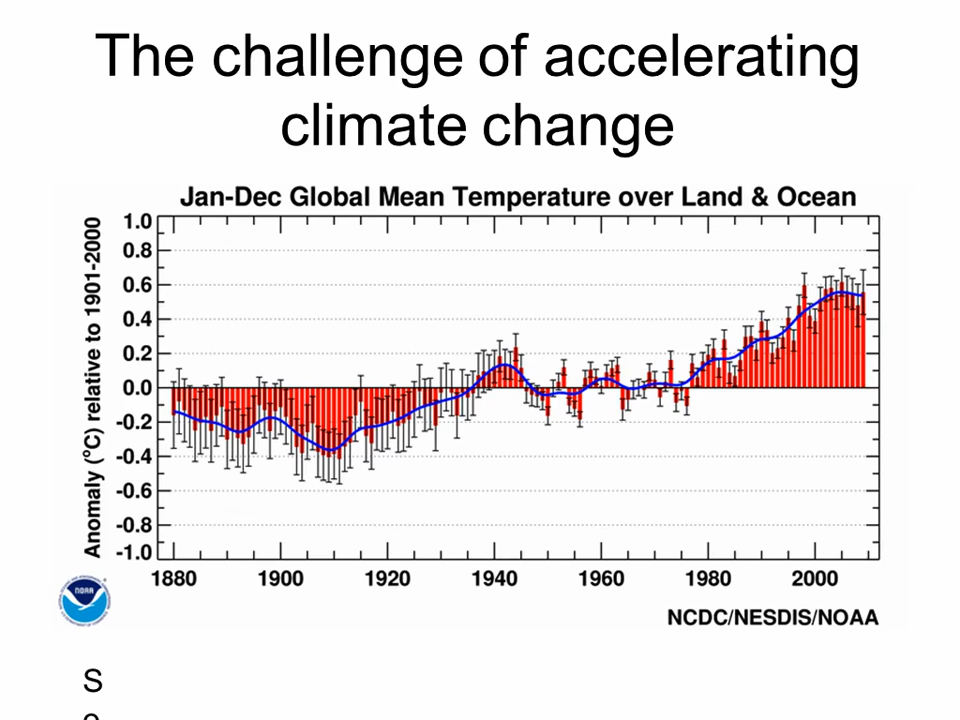 The challenge of accelerating
climate change
Jan-Dec Global Mean Temperature over Land & Ocean
Anomaly (°C) relative to 1901-2000
1.0
0.8
0.6
0.4
0.2
0.0
-0.2
-0.4
-0.6
-0.8
-1.0
1880 1900 1920 1940 1960 1980 2000
NOAA
NCDC/NESDIS/NOAA
S